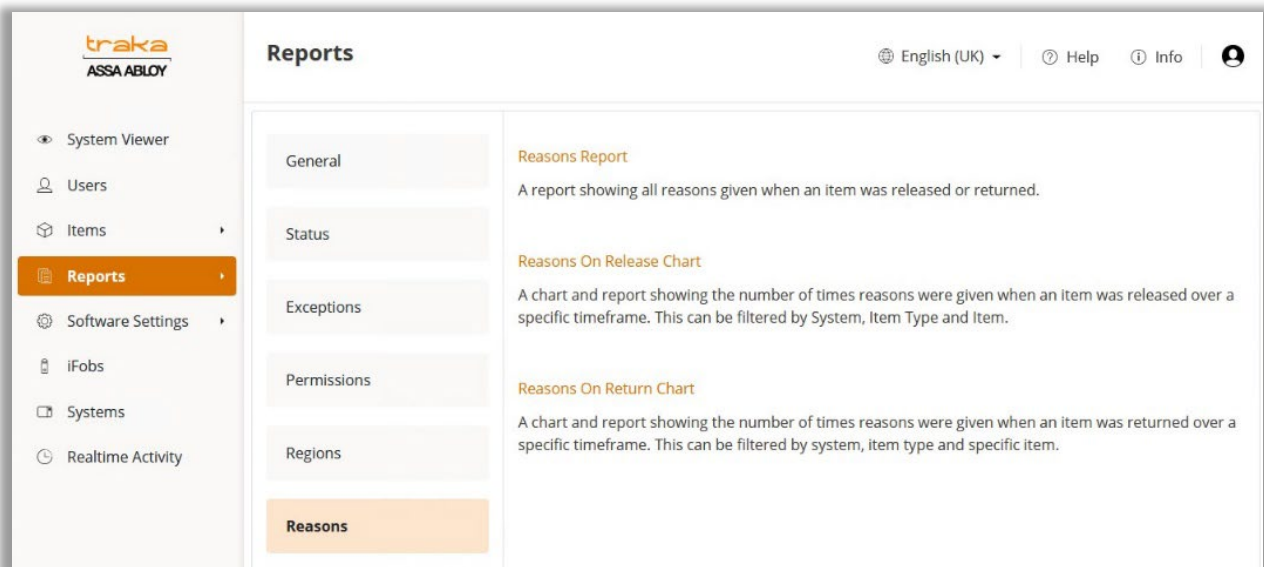 traka
ASSA ABLOY
Reports
English (UK)
Help
Info
System Viewer
Users
Items
Reports
Software Settings
iFobs
Systems
Realtime Activity
General
Status
Exceptions
Permissions
Regions
Reasons
Reasons Report
A report showing all reasons given when an item was released or returned.
Reasons On Release Chart
A chart and report showing the number of times reasons were given when an item was released over a
specific timeframe. This can be filtered by System, Item Type and Item.
Reasons On Return Chart
A chart and report showing the number of times reasons were given when an item was returned over a
specific timeframe. This can be filtered by system, item type and specific item.